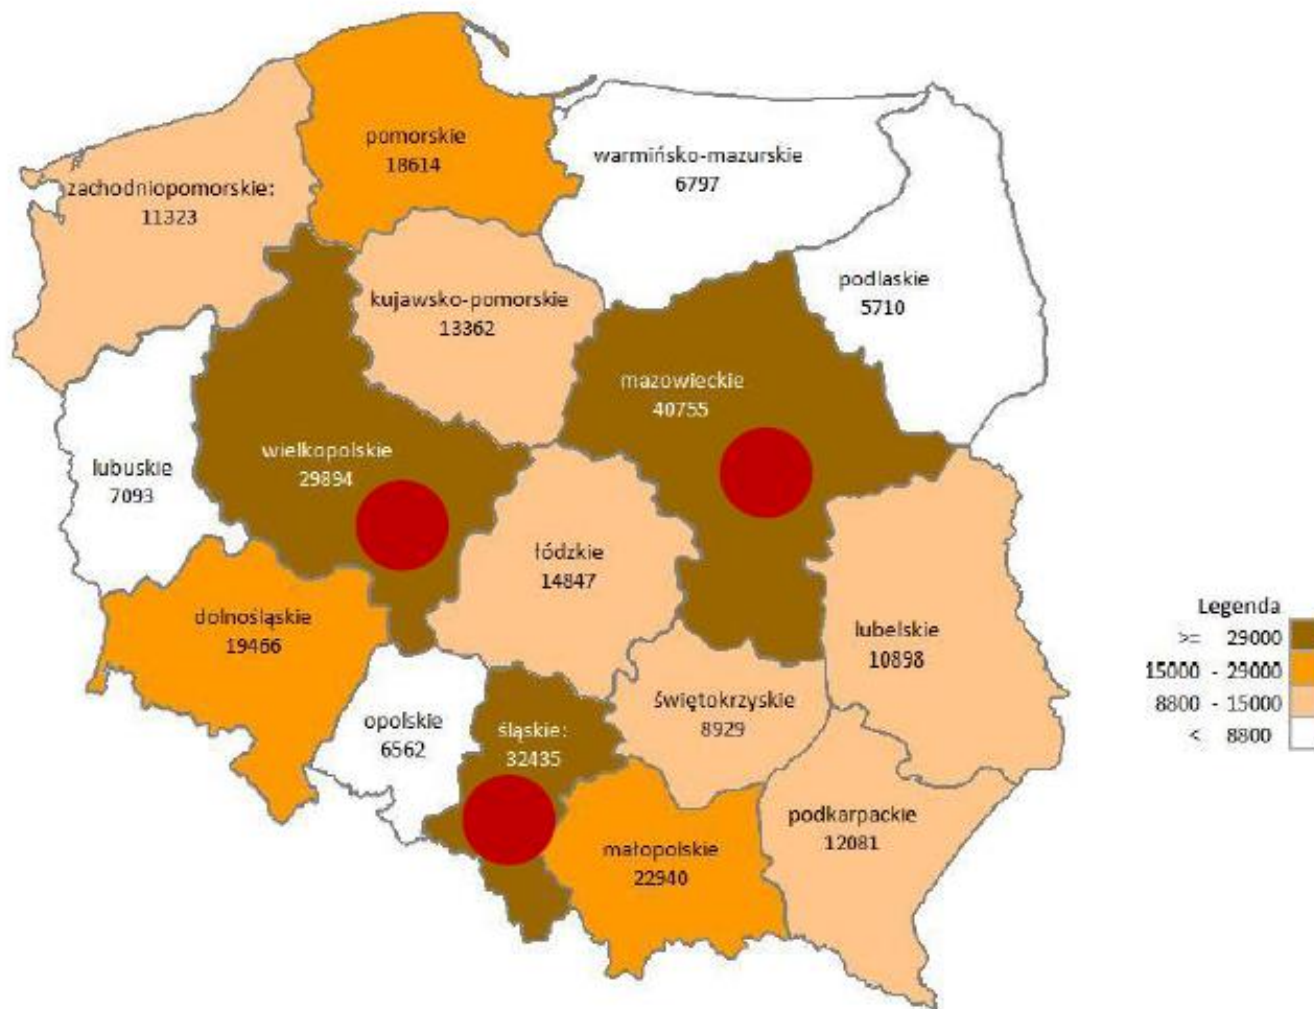 pomorskie
18614
warmińsko-mazurskie
6797
zachodniopomorskie:
11323
podlaskie
5710
kujawsko-pomorskie
13362
mazowieckie
40755
wielkopolskie
29894
lubuskie
7093
łódzkie
14847
dolnośląskie
19466
lubelskie
10898
świętokrzyskie
8929
opolskie
6562
śląskie:
32435
podkarpackie
12081
małopolskie
22940
Legenda
>= 29000
15000 - 29000
8800 - 15000
< 8800